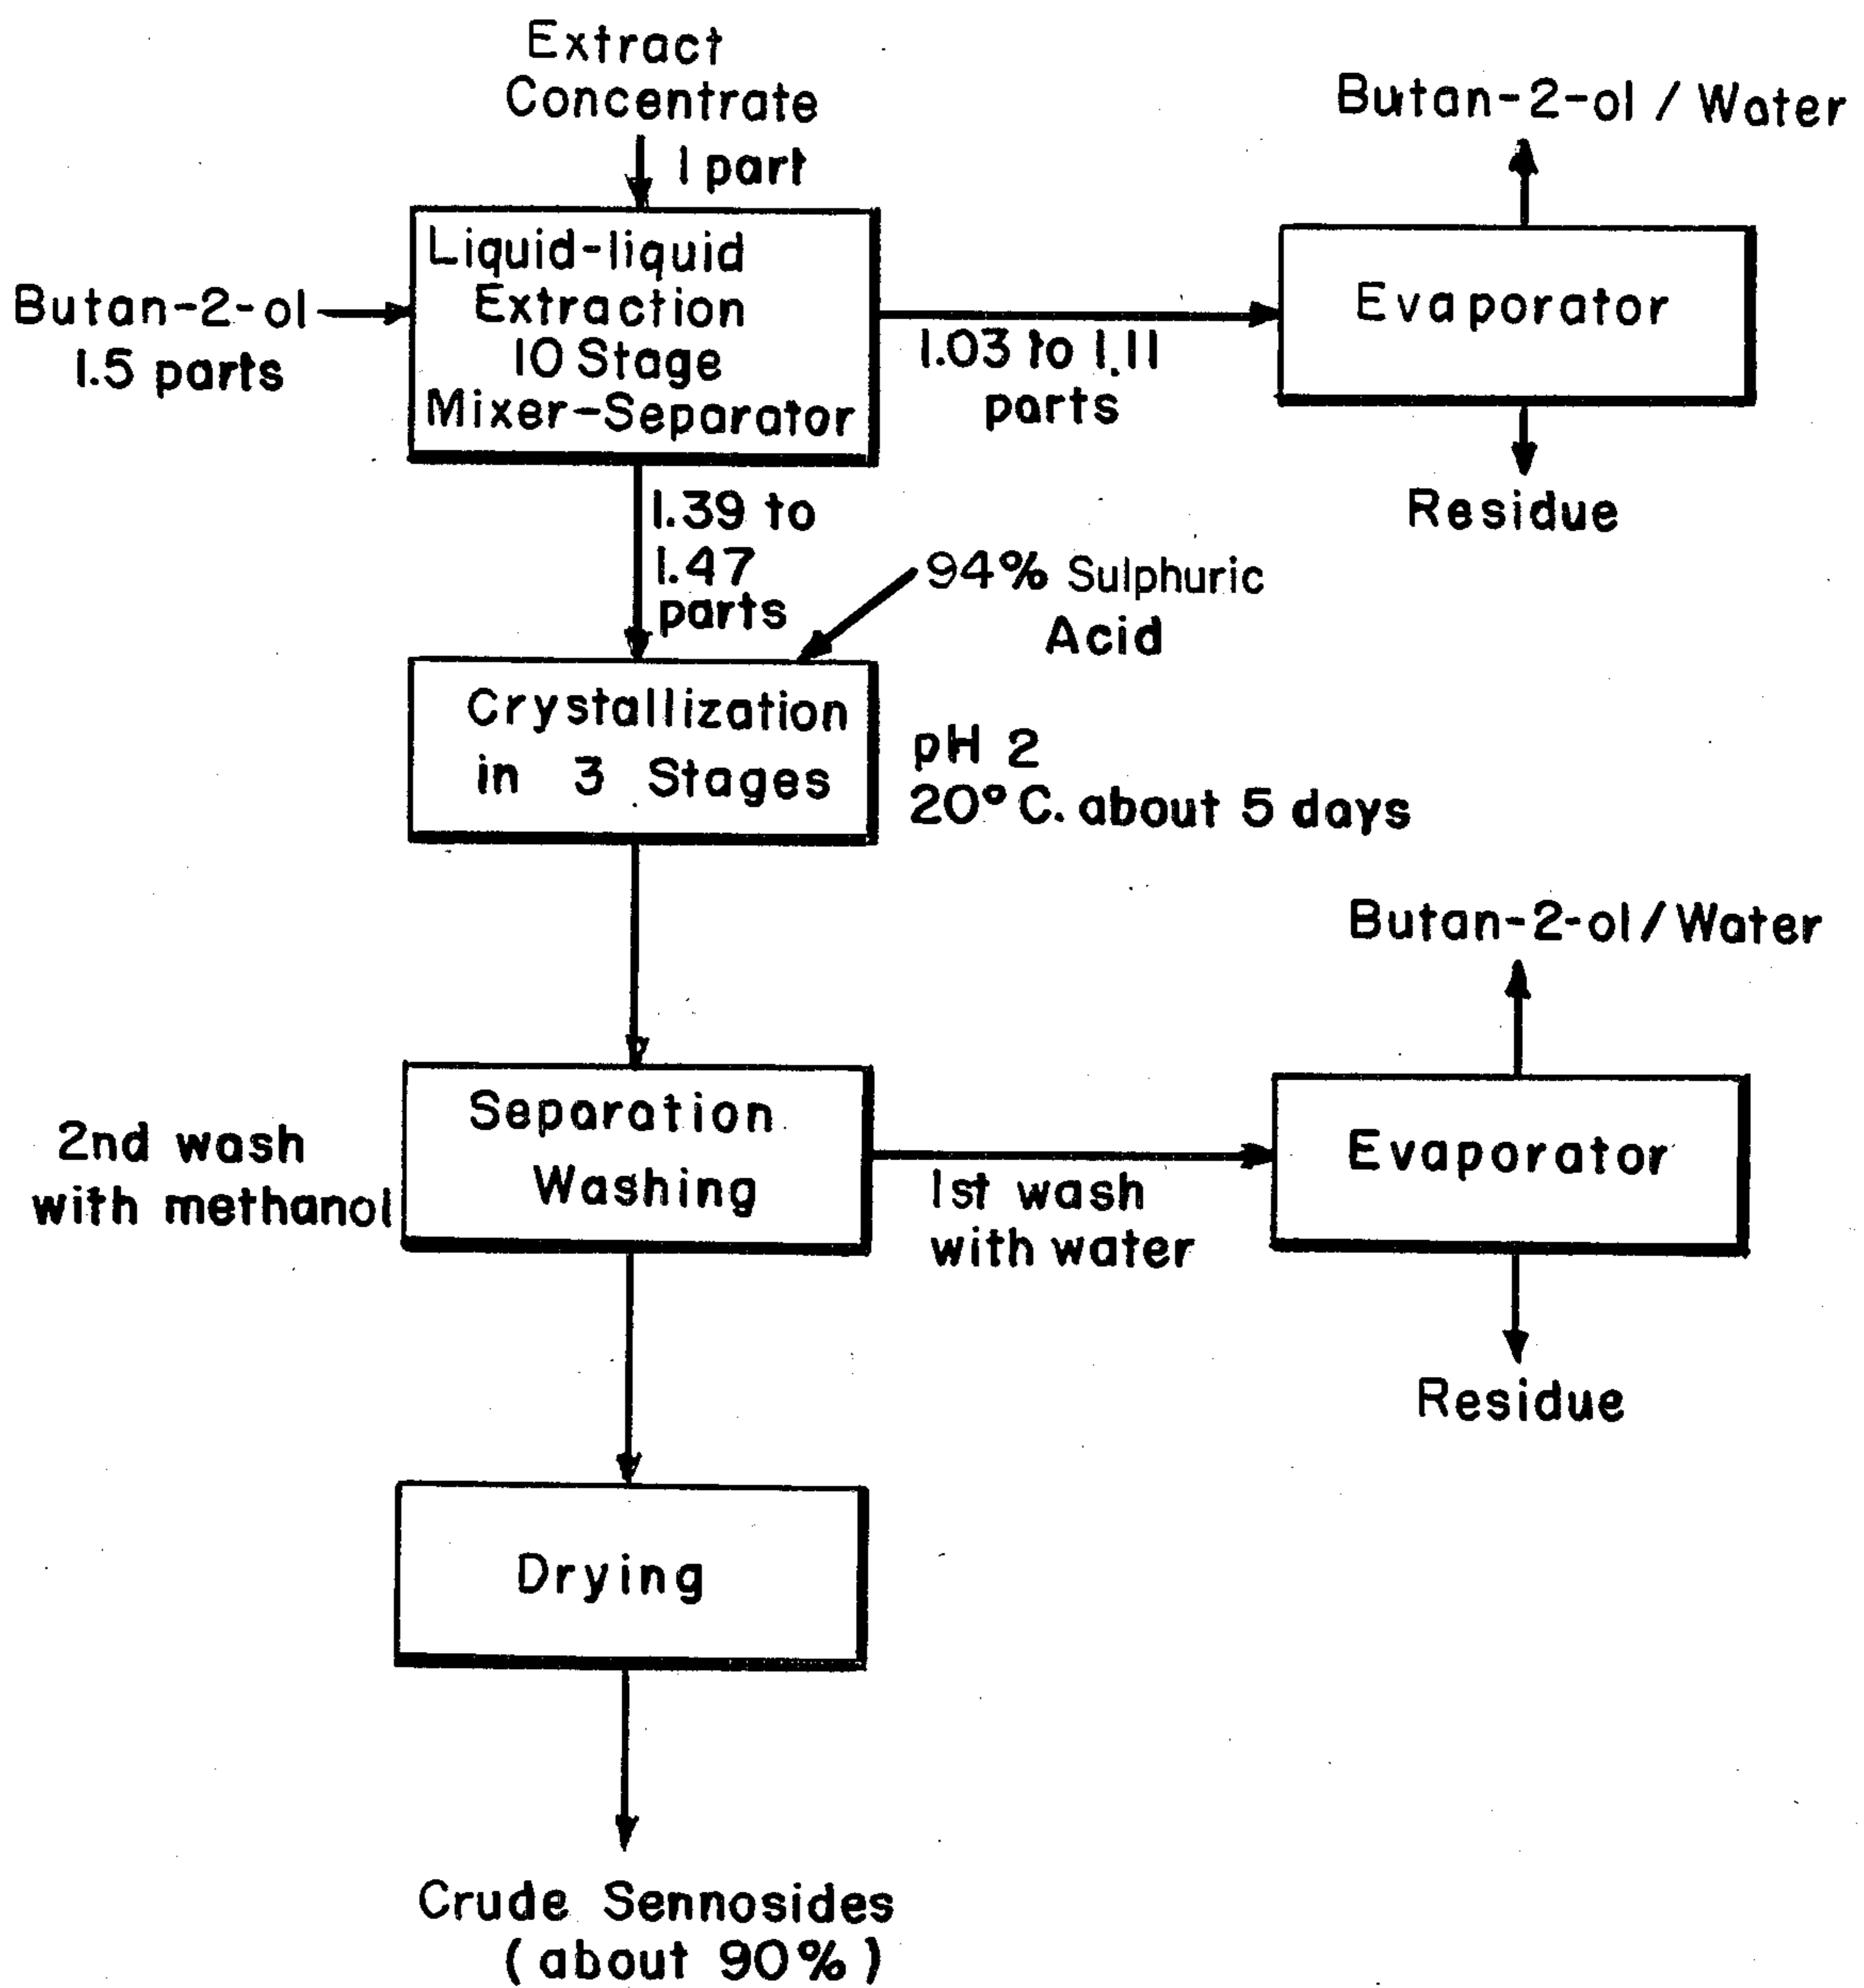 Extract
Concentrate
1 part
Butan-2-ol / Water
Liquid-liquid
Extraction
10 Stage
Mixer-Separator
Butan-2-ol
1.5 parts
1.03 to 1.11
parts
Evaporator
Residue
1.39 to
1.47
parts
94% Sulphuric
Acid
Crystallization
in 3 Stages
pH 2
20°C. about 5 days
Butan-2-ol/Water
Separation
Washing
2nd wash
with methanol
1st wash
with water
Evaporator
Residue
Drying
Crude Sennosides
(about 90%)